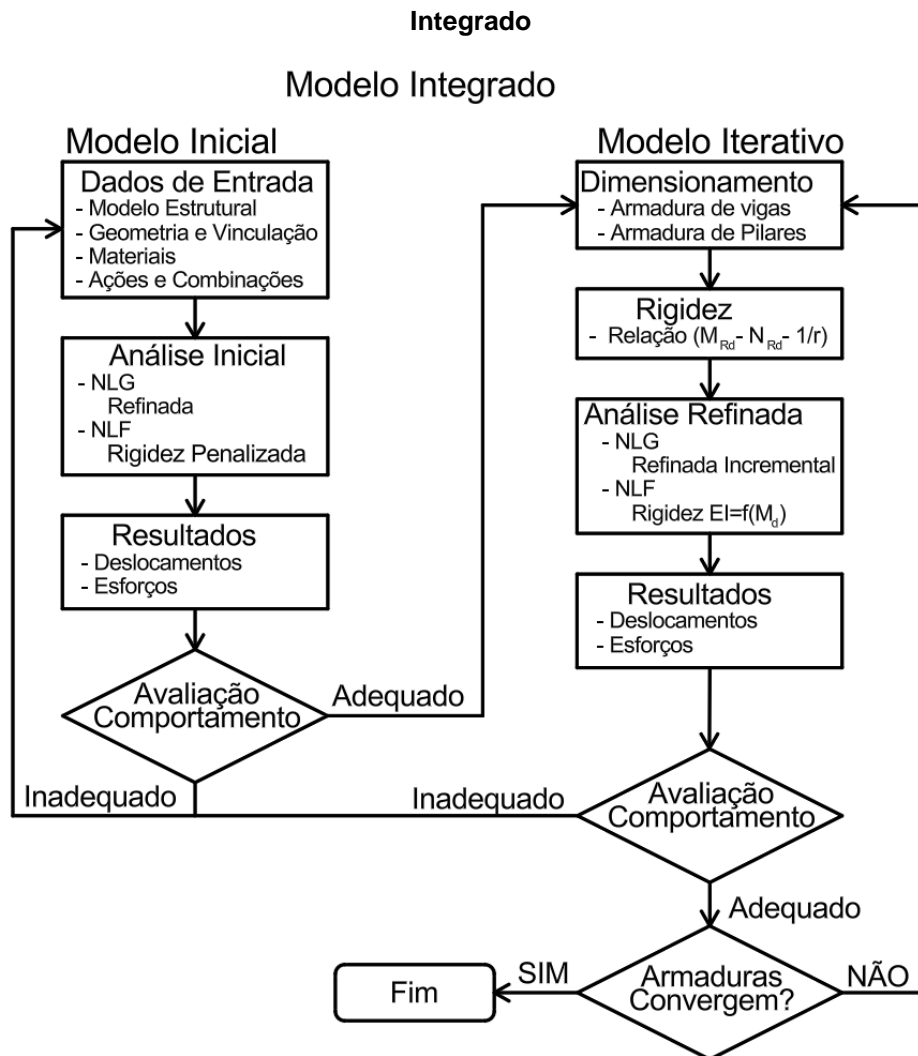 Integrado
Modelo Integrado
Modelo Inicial
Dados de Entrada
- Modelo Estrutural
- Geometria e Vinculação
- Materiais
- Ações e Combinações
Análise Inicial
- NLG
Refinada
- NLF
Rigidez Penalizada
Resultados
- Deslocamentos
- Esforços
Avaliação
Comportamento
Adequado
Inadequado
Modelo Iterativo
Dimensionamento
- Armadura de vigas
- Armadura de Pilares
Rigidez
- Relação (M_Rd - N_Rd - 1/r)
Análise Refinada
- NLG
Refinada Incremental
- NLF
Rigidez EI=f(M_d)
Resultados
- Deslocamentos
- Esforços
Avaliação
Comportamento
Inadequado
Adequado
Armaduras
Convergem?
SIM
NÃO
Fim